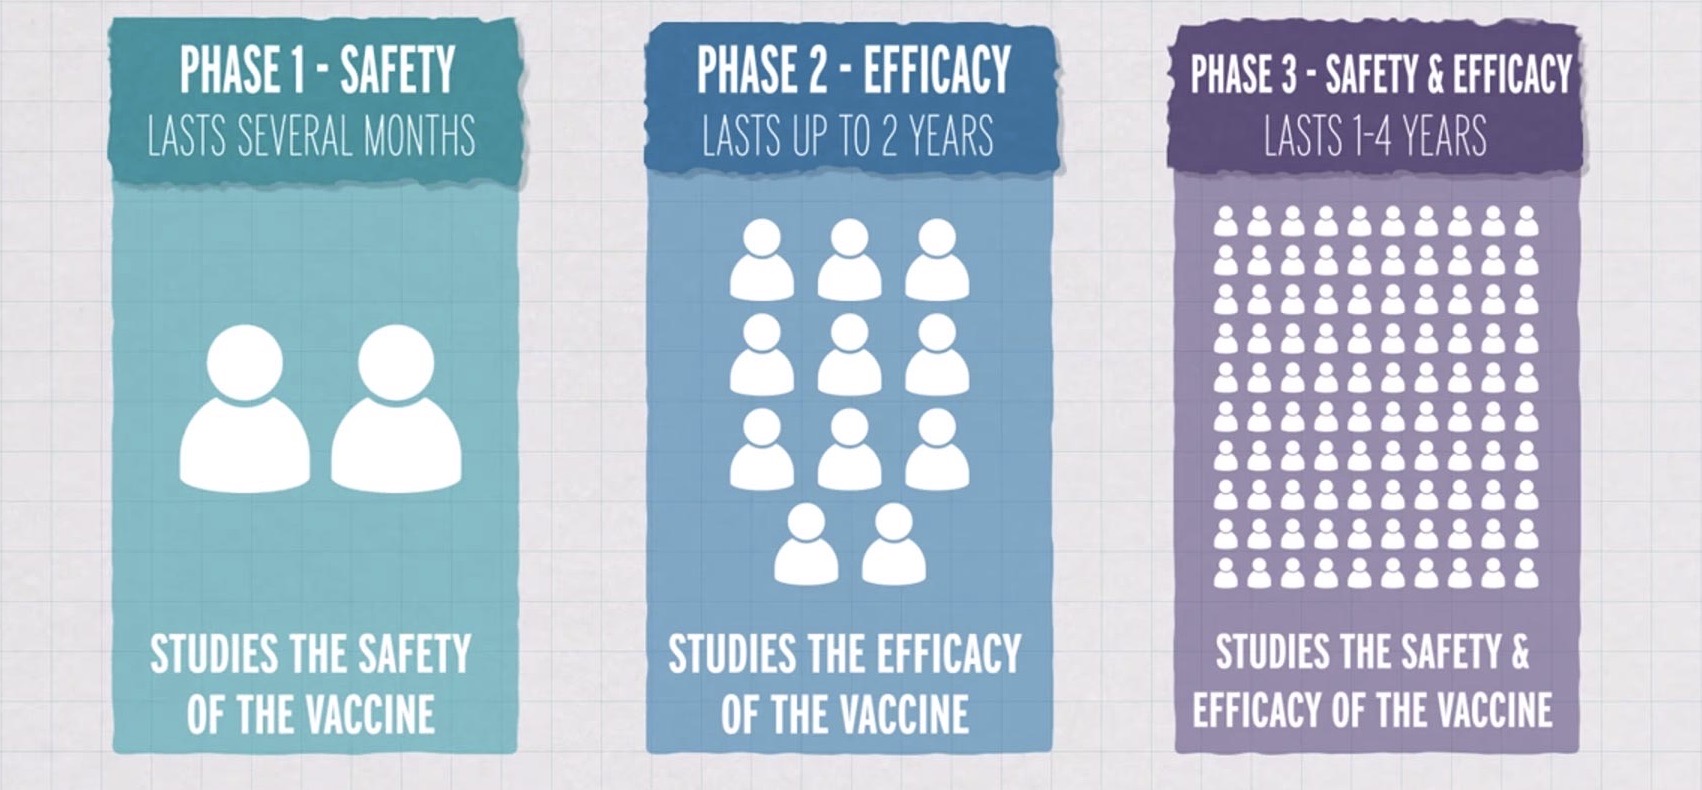 PHASE 1 - SAFETY
LASTS SEVERAL MONTHS
STUDIES THE SAFETY
OF THE VACCINE
PHASE 2 - EFFICACY
LASTS UP TO 2 YEARS
STUDIES THE EFFICACY
OF THE VACCINE
PHASE 3 - SAFETY & EFFICACY
LASTS 1-4 YEARS
STUDIES THE SAFETY &
EFFICACY OF THE VACCINE